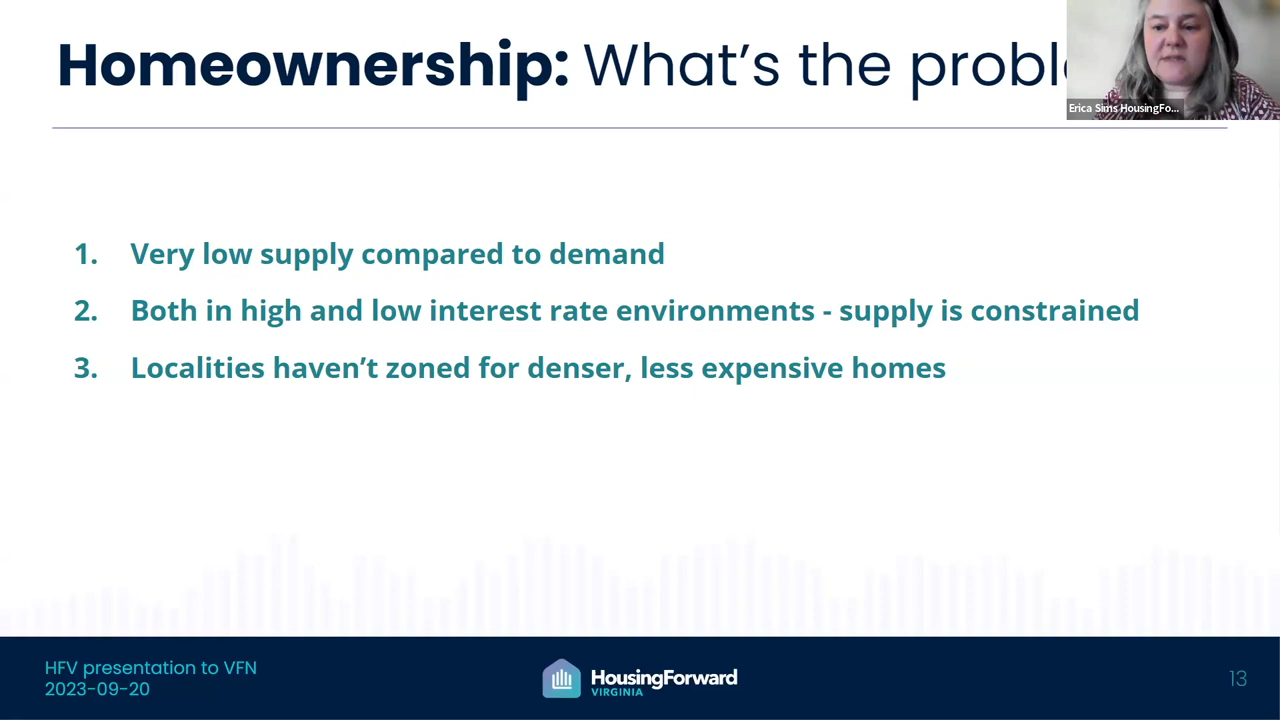 Homeownership: What's the probl
Erica Sims HousingFo...
1. Very low supply compared to demand
2. Both in high and low interest rate environments - supply is constrained
3. Localities haven't zoned for denser, less expensive homes
HFV presentation to VFN
2023-09-20
HousingForward
VIRGINIA
13